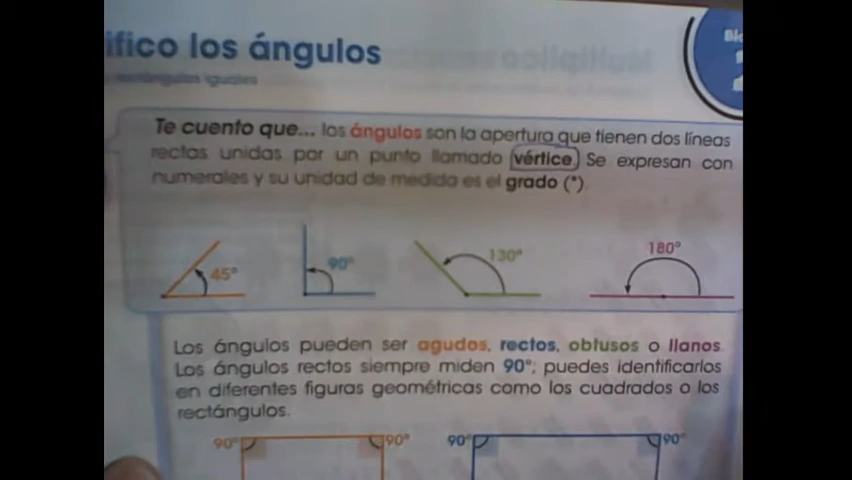 ifico los ángulos
rectángulos iguales
Te cuento que... los ángulos son la apertura que tienen dos líneas
rectas unidas por un punto llamado vértice. Se expresan con
numerales y su unidad de medida es el grado (°).
45° 90° 130° 180°
Los ángulos pueden ser agudos, rectos, obtusos o llanos.
Los ángulos rectos siempre miden 90°; puedes identificarlos
en diferentes figuras geométricas como los cuadrados o los
rectángulos.
90° 90° 90° 90°